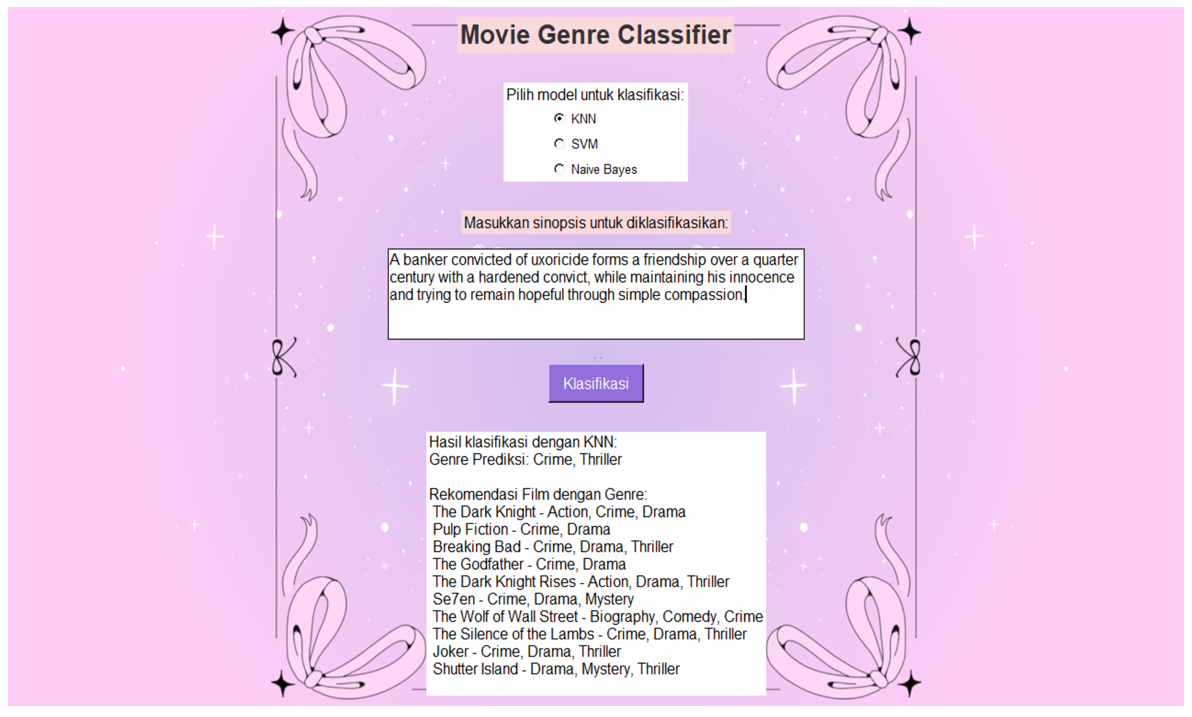 Movie Genre Classifier
Pilih model untuk klasifikasi:
KNN
SVM
Naive Bayes
Masukkan sinopsis untuk diklasifikasikan:
A banker convicted of uxoricide forms a friendship over a quarter
century with a hardened convict, while maintaining his innocence
and trying to remain hopeful through simple compassion.
Klasifikasi
Hasil klasifikasi dengan KNN:
Genre Prediksi: Crime, Thriller
Rekomendasi Film dengan Genre:
The Dark Knight - Action, Crime, Drama
Pulp Fiction - Crime, Drama
Breaking Bad - Crime, Drama, Thriller
The Godfather - Crime, Drama
The Dark Knight Rises - Action, Drama, Thriller
Se7en - Crime, Drama, Mystery
The Wolf of Wall Street - Biography, Comedy, Crime
The Silence of the Lambs - Crime, Drama, Thriller
Joker - Crime, Drama, Thriller
Shutter Island - Drama, Mystery, Thriller